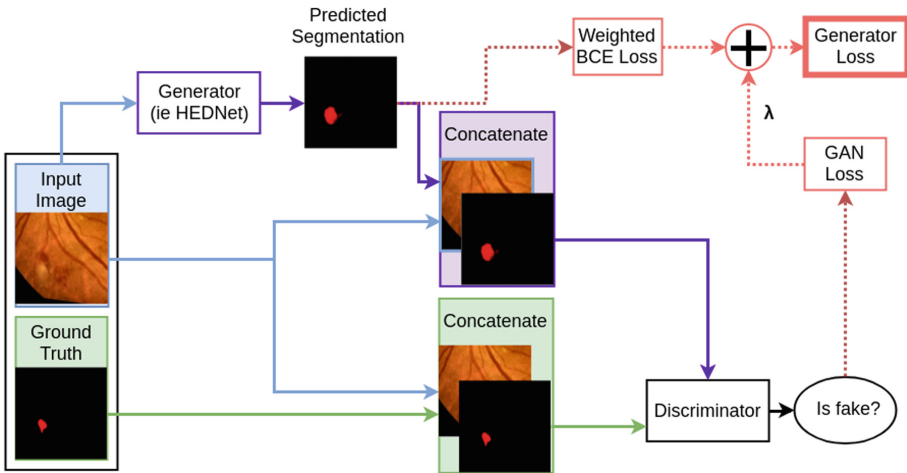 Predicted
Segmentation
Generator
(ie HEDNet)
Weighted
BCE Loss
Generator
Loss
λ
Concatenate
GAN
Loss
Input
Image
Ground
Truth
Concatenate
Discriminator
Is fake?